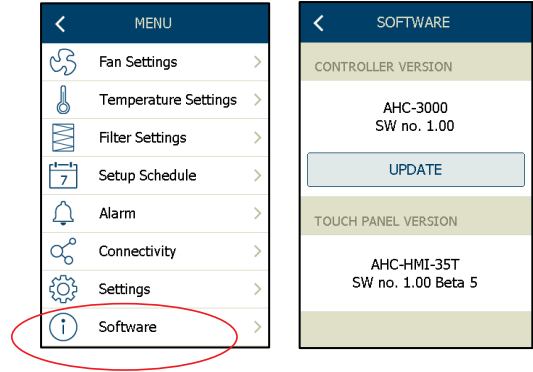 MENU
Fan Settings
Temperature Settings
Filter Settings
7
Setup Schedule
Alarm
Connectivity
Settings
i
Software
SOFTWARE
CONTROLLER VERSION
AHC-3000
SW no. 1.00
UPDATE
TOUCH PANEL VERSION
AHC-HMI-35T
SW no. 1.00 Beta 5